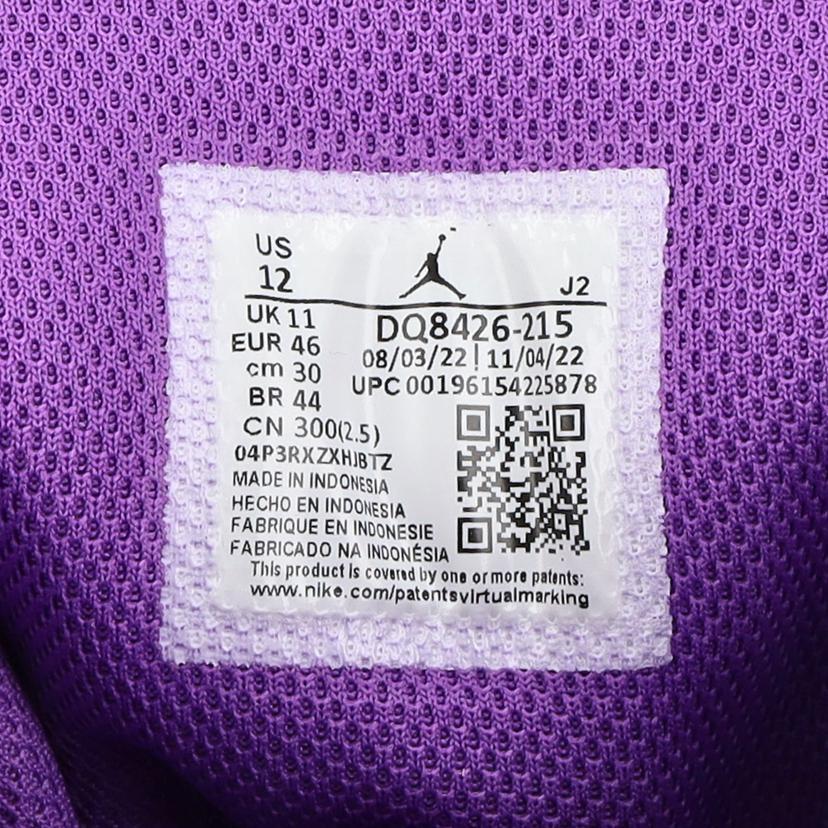 US
12
J2
UK 11
EUR 46
cm 30
BR 44
CN 300(2.5)
04P3RXZXHJBTZ
MADE IN INDONESIA
HECHO EN INDONESIA
FABRIQUE EN INDONESIE
FABRICADO NA INDONÉSIA
DQ8426-215
08/03/22 | 11/04/22
UPC 00196154225878
This product is covered by one or more patents:
www.nike.com/patentsvirtualmarking